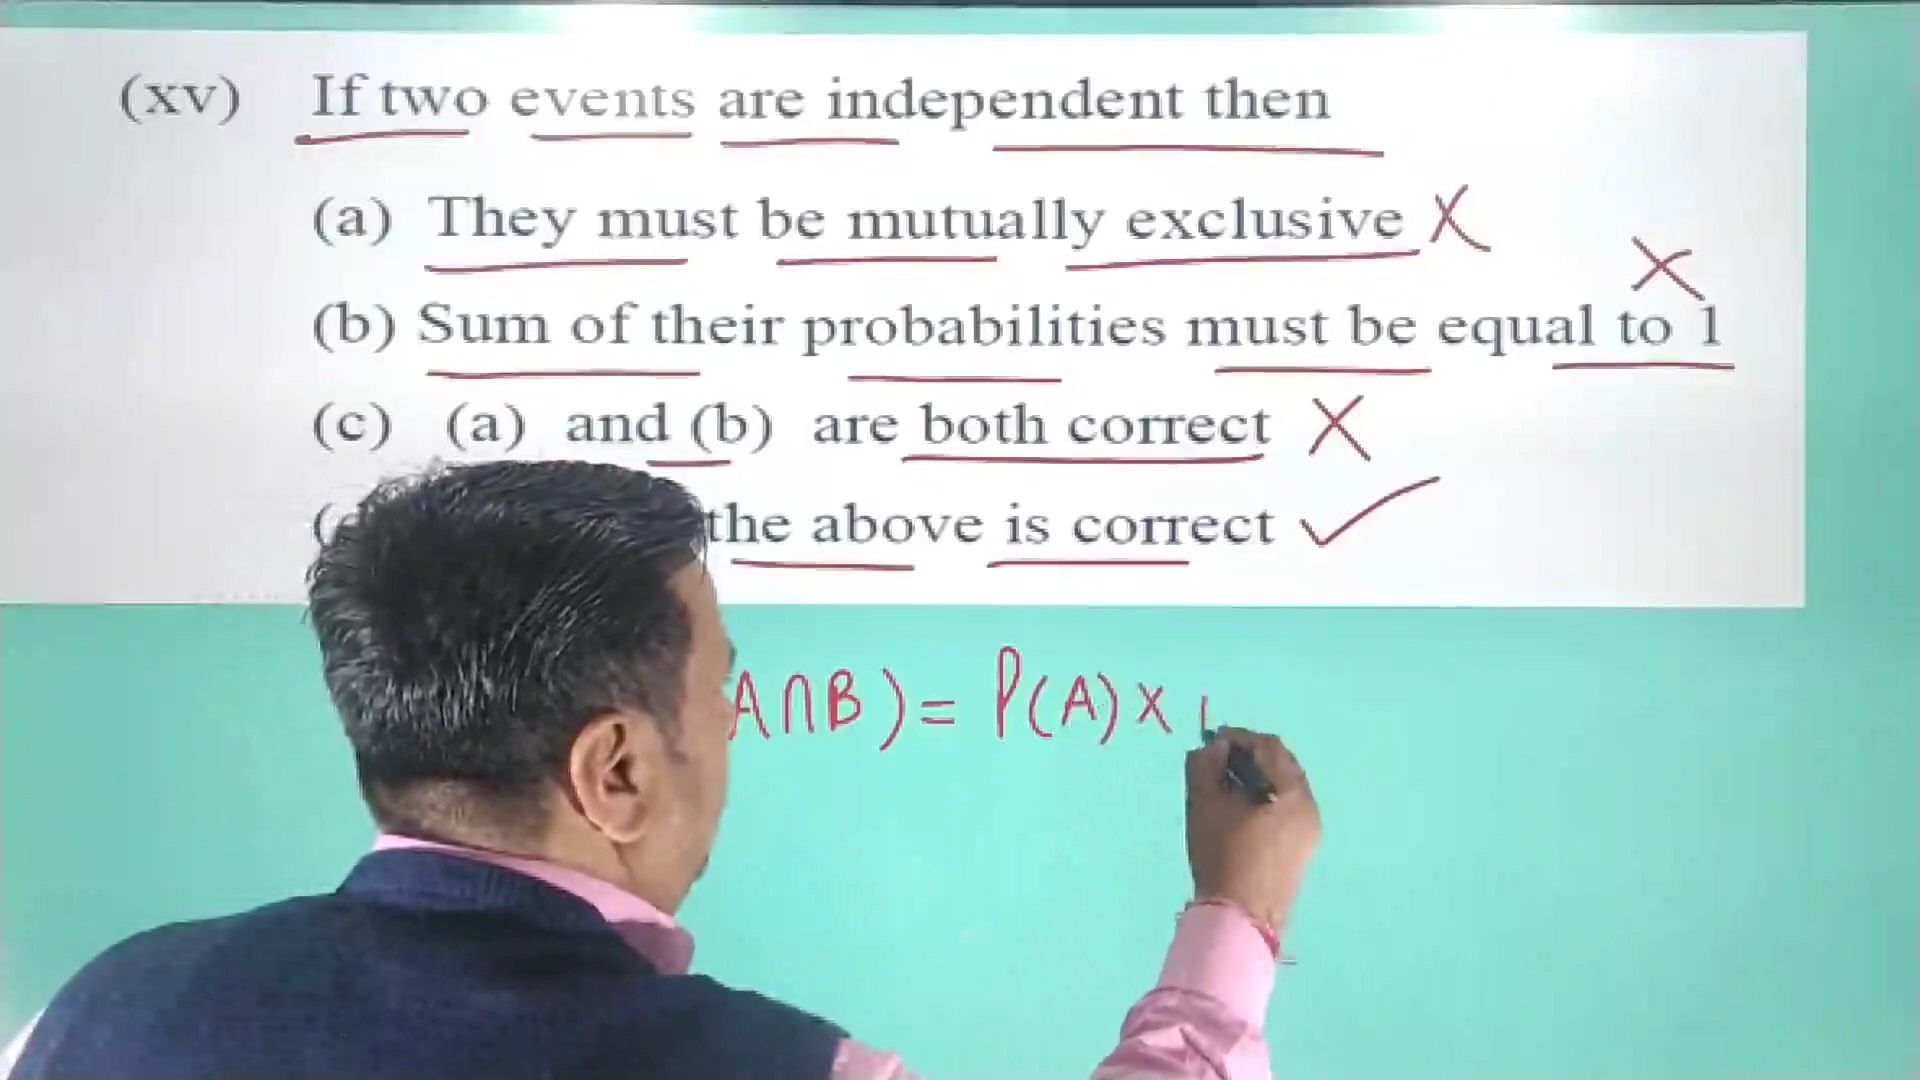 (xv) If two events are independent then
(a) They must be mutually exclusive X
X
(b) Sum of their probabilities must be equal to 1
(c) (a) and (b) are both correct X
the above is correct ✓
A∩B) = P(A) ×